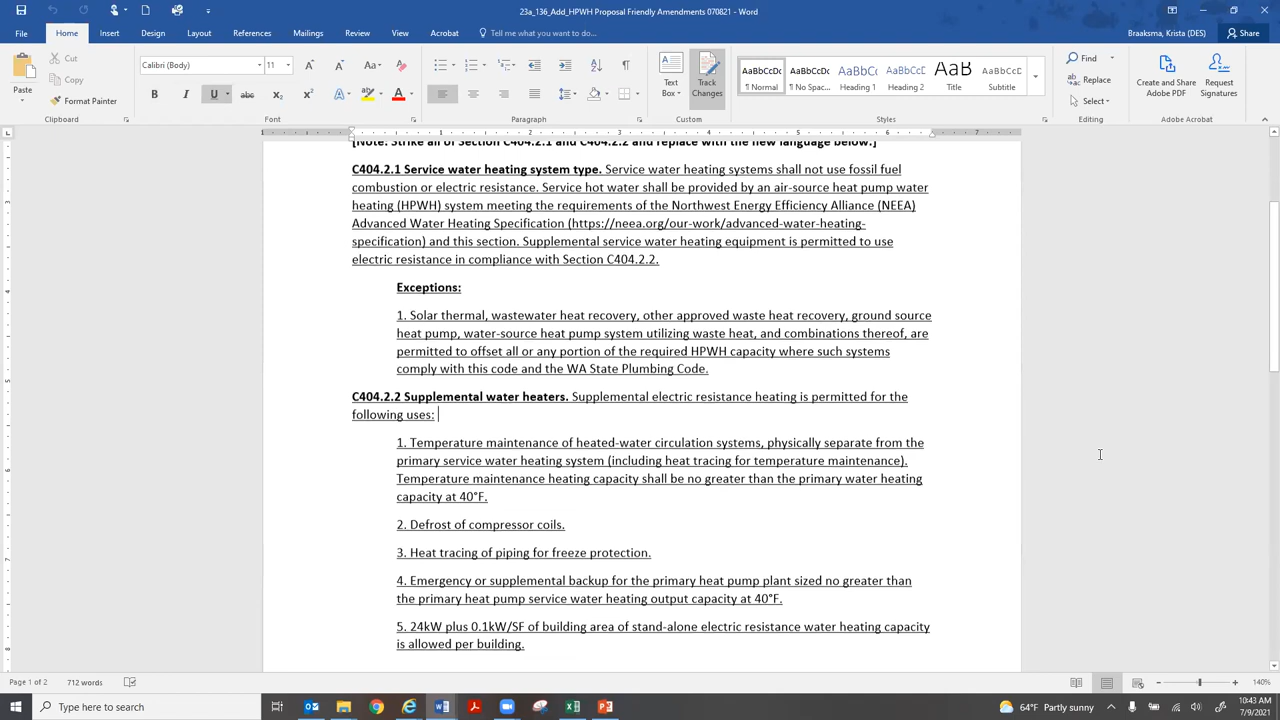 23a_136_Add_HPWH Proposal Friendly Amendments 070821 - Word
Braaksma, Krista (DES)
File Home Insert Draw Design Layout References Mailings Review View Acrobat Tell me what you want to do... Share
Cut
Copy
Format Painter
Paste
Calibri (Body) 11
Text Box
Track Changes
AaBbCcDc AaBbCcDc AaBbCc AaBbCcC AaB AaBbCcD
¶ Normal ¶ No Spac... Heading 1 Heading 2 Title Subtitle
Find
Replace
Select
Create and Share Adobe PDF
Request Signatures
Clipboard Font Paragraph Custom Styles Editing Adobe Acrobat
[Note: Strike all of Section C404.2.1 and C404.2.2 and replace with the new language below.]
C404.2.1 Service water heating system type. Service water heating systems shall not use fossil fuel
combustion or electric resistance. Service hot water shall be provided by an air-source heat pump water
heating (HPWH) system meeting the requirements of the Northwest Energy Efficiency Alliance (NEEA)
Advanced Water Heating Specification (https://neea.org/our-work/advanced-water-heating-
specification) and this section. Supplemental service water heating equipment is permitted to use
electric resistance in compliance with Section C404.2.2.
Exceptions:
1. Solar thermal, wastewater heat recovery, other approved waste heat recovery, ground source
heat pump, water-source heat pump system utilizing waste heat, and combinations thereof, are
permitted to offset all or any portion of the required HPWH capacity where such systems
comply with this code and the WA State Plumbing Code.
C404.2.2 Supplemental water heaters. Supplemental electric resistance heating is permitted for the
following uses:
1. Temperature maintenance of heated-water circulation systems, physically separate from the
primary service water heating system (including heat tracing for temperature maintenance).
Temperature maintenance heating capacity shall be no greater than the primary water heating
capacity at 40°F.
2. Defrost of compressor coils.
3. Heat tracing of piping for freeze protection.
4. Emergency or supplemental backup for the primary heat pump plant sized no greater than
the primary heat pump service water heating output capacity at 40°F.
5. 24kW plus 0.1kW/SF of building area of stand-alone electric resistance water heating capacity
is allowed per building.
Page 1 of 2 712 words 140%
Type here to search
64°F Partly sunny
10:43 AM
7/9/2021